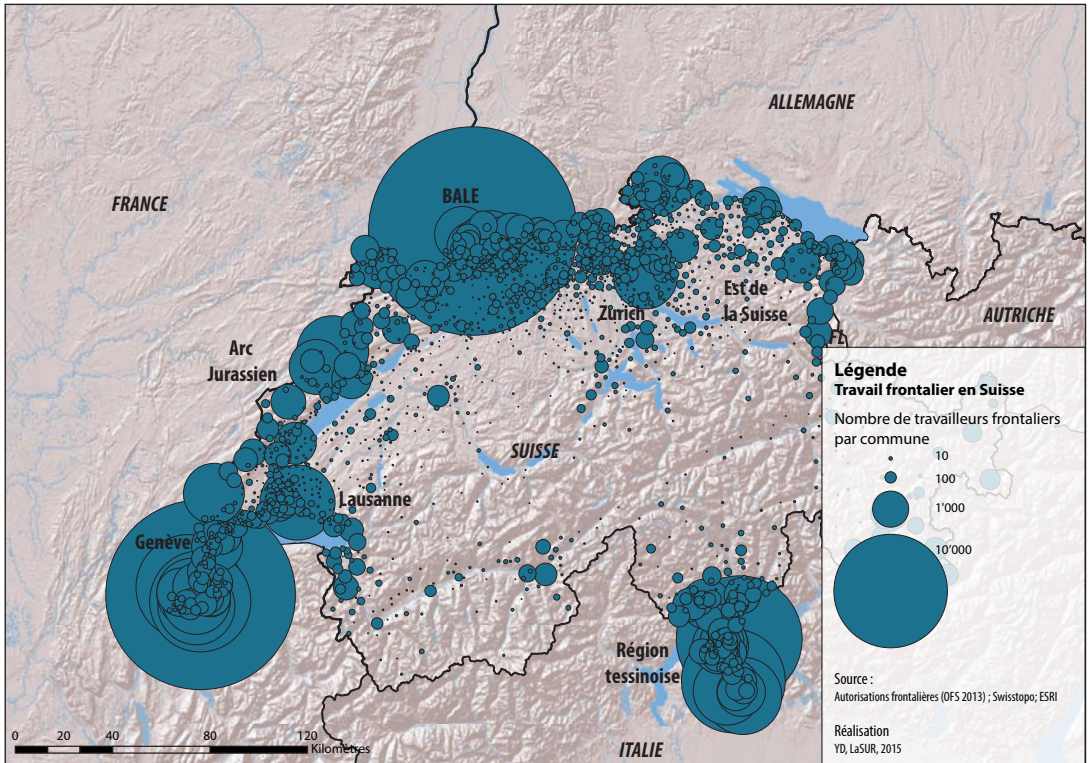 ALLEMAGNE
FRANCE
BALE
Zurich
Est de
la Suisse
AUTRICHE
FL
Arc
Jurassien
SUISSE
Lausanne
Genève
Région
tessinoise
ITALIE
0 20 40 80 120
Kilomètres
Légende
Travail frontalier en Suisse
Nombre de travailleurs frontaliers
par commune
10
100
1'000
10'000
Source :
Autorisations frontalières (OFS 2013) ; Swisstopo; ESRI
Réalisation
YD, LaSUR, 2015